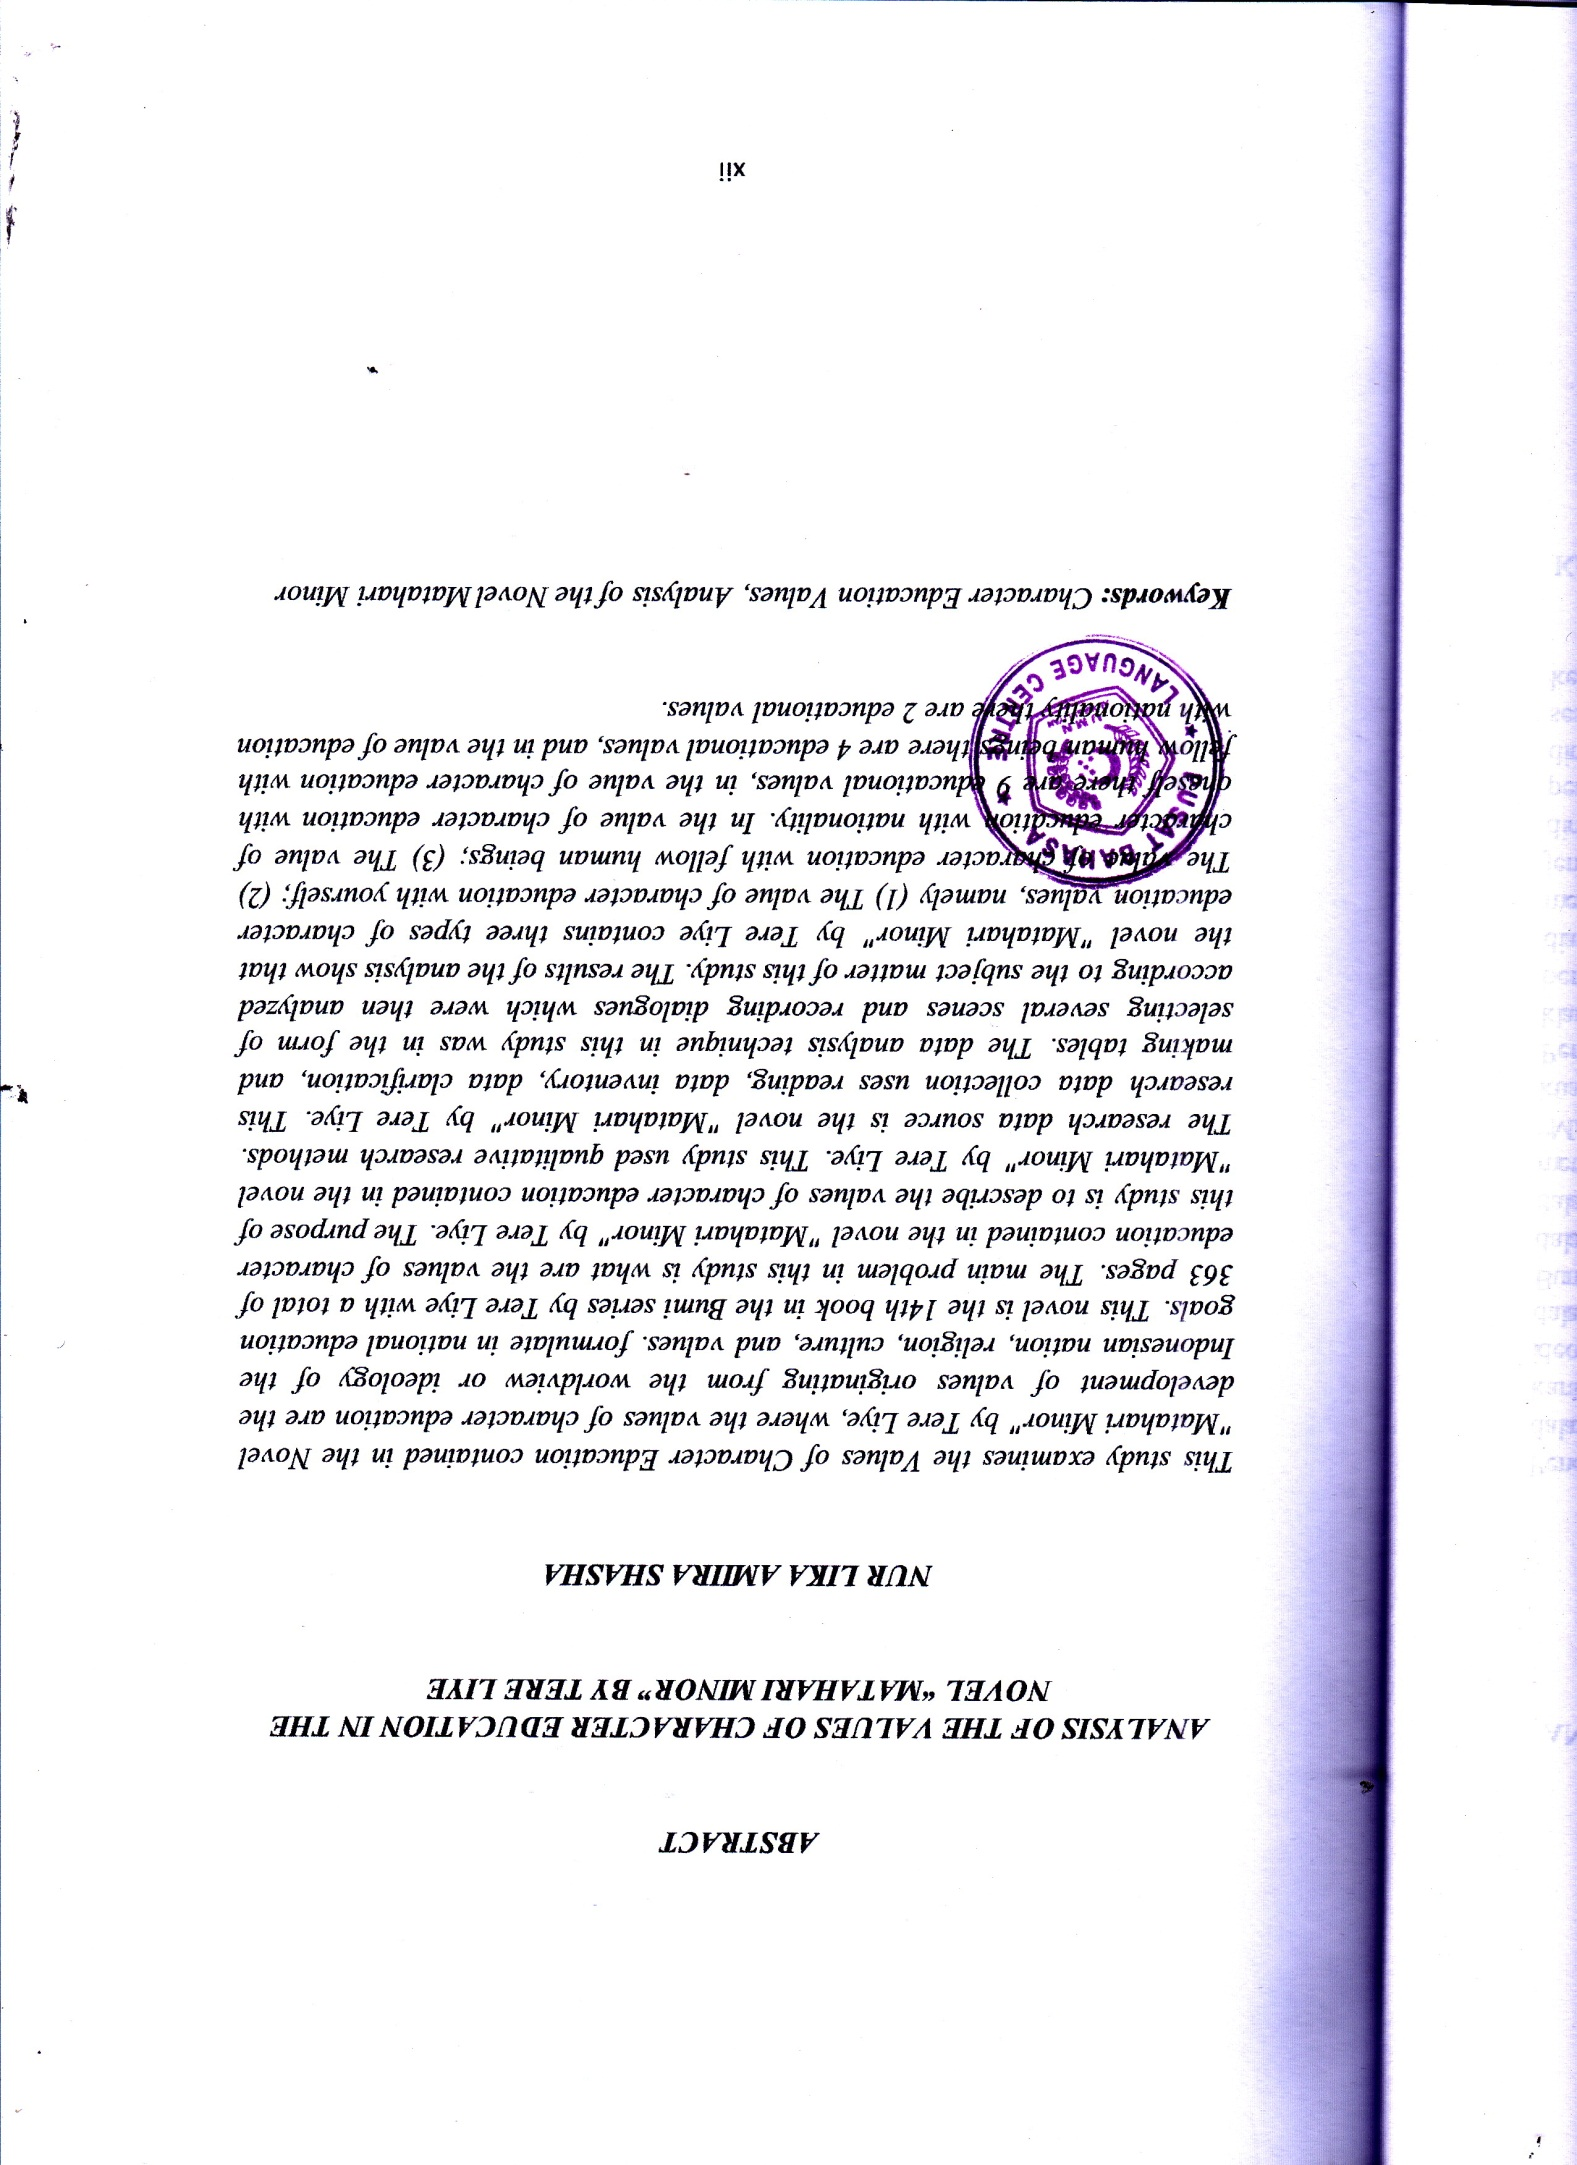 ABSTRACT
ANALYSIS OF THE VALUES OF CHARACTER EDUCATION IN THE
NOVEL “MATAHARI MINOR” BY TERE LIYE
NUR LIKA AMIIRA SHASHA
This study examines the Values of Character Education contained in the Novel
"Matahari Minor" by Tere Liye, where the values of character education are the
development of values originating from the worldview or ideology of the
Indonesian nation, religion, culture, and values. formulate in national education
goals. This novel is the 14th book in the Bumi series by Tere Liye with a total of
363 pages. The main problem in this study is what are the values of character
education contained in the novel "Matahari Minor" by Tere Liye. The purpose of
this study is to describe the values of character education contained in the novel
"Matahari Minor" by Tere Liye. This study used qualitative research methods.
The research data source is the novel "Matahari Minor" by Tere Liye. This
research data collection uses reading, data inventory, data clarification, and
making tables. The data analysis technique in this study was in the form of
selecting several scenes and recording dialogues which were then analyzed
according to the subject matter of this study. The results of the analysis show that
the novel "Matahari Minor" by Tere Liye contains three types of character
education values, namely (1) The value of character education with yourself; (2)
The value of character education with fellow human beings; (3) The value of
character education with nationality. In the value of character education with
oneself there are 9 educational values, in the value of character education with
fellow human beings there are 4 educational values, and in the value of education
with nationality there are 2 educational values.
PUSAT BAHASA
LANGUAGE CENTRE
Keywords: Character Education Values, Analysis of the Novel Matahari Minor
xii